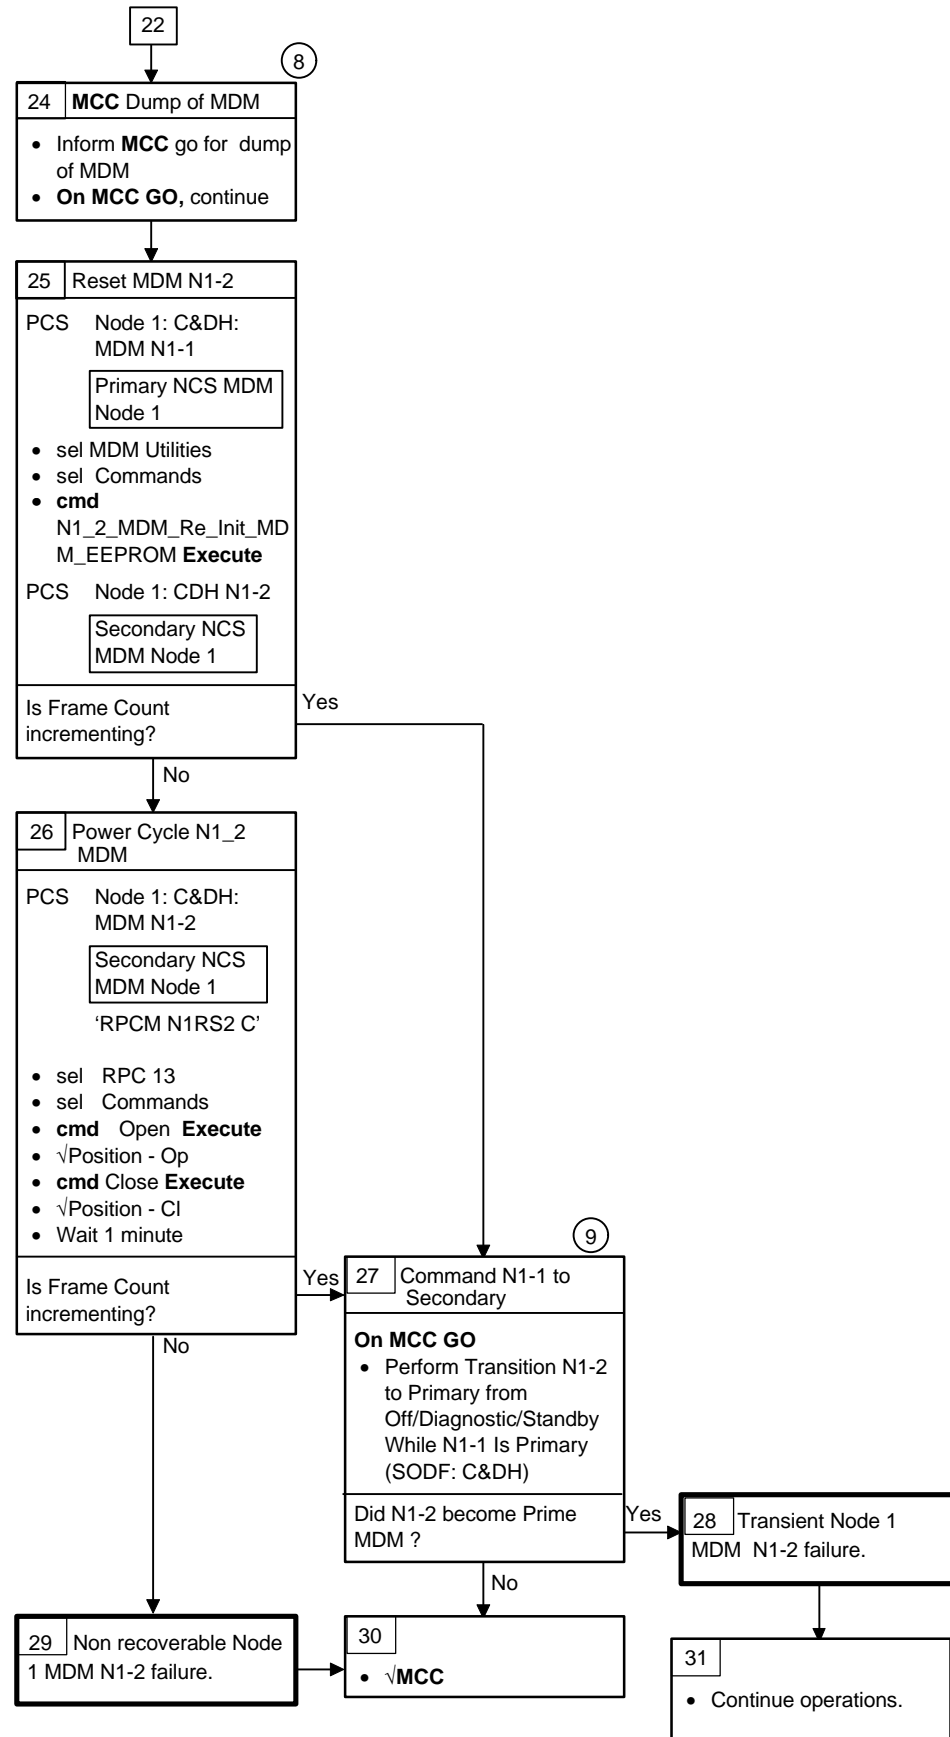 22
8
24 MCC Dump of MDM
• Inform MCC go for dump
of MDM
• On MCC GO, continue
25 Reset MDM N1-2
PCS Node 1: C&DH:
MDM N1-1
Primary NCS MDM
Node 1
• sel MDM Utilities
• sel Commands
• cmd
N1_2_MDM_Re_Init_MD
M_EEPROM Execute
PCS Node 1: CDH N1-2
Secondary NCS
MDM Node 1
Is Frame Count
incrementing?
Yes
No
26 Power Cycle N1_2
MDM
PCS Node 1: C&DH:
MDM N1-2
Secondary NCS
MDM Node 1
‘RPCM N1RS2 C’
• sel RPC 13
• sel Commands
• cmd Open Execute
• √Position - Op
• cmd Close Execute
• √Position - Cl
• Wait 1 minute
Is Frame Count
incrementing?
Yes
No
9
27 Command N1-1 to
Secondary
On MCC GO
• Perform Transition N1-2
to Primary from
Off/Diagnostic/Standby
While N1-1 Is Primary
(SODF: C&DH)
Did N1-2 become Prime
MDM ?
Yes
No
28 Transient Node 1
MDM N1-2 failure.
29 Non recoverable Node
1 MDM N1-2 failure.
30
• √MCC
31
• Continue operations.